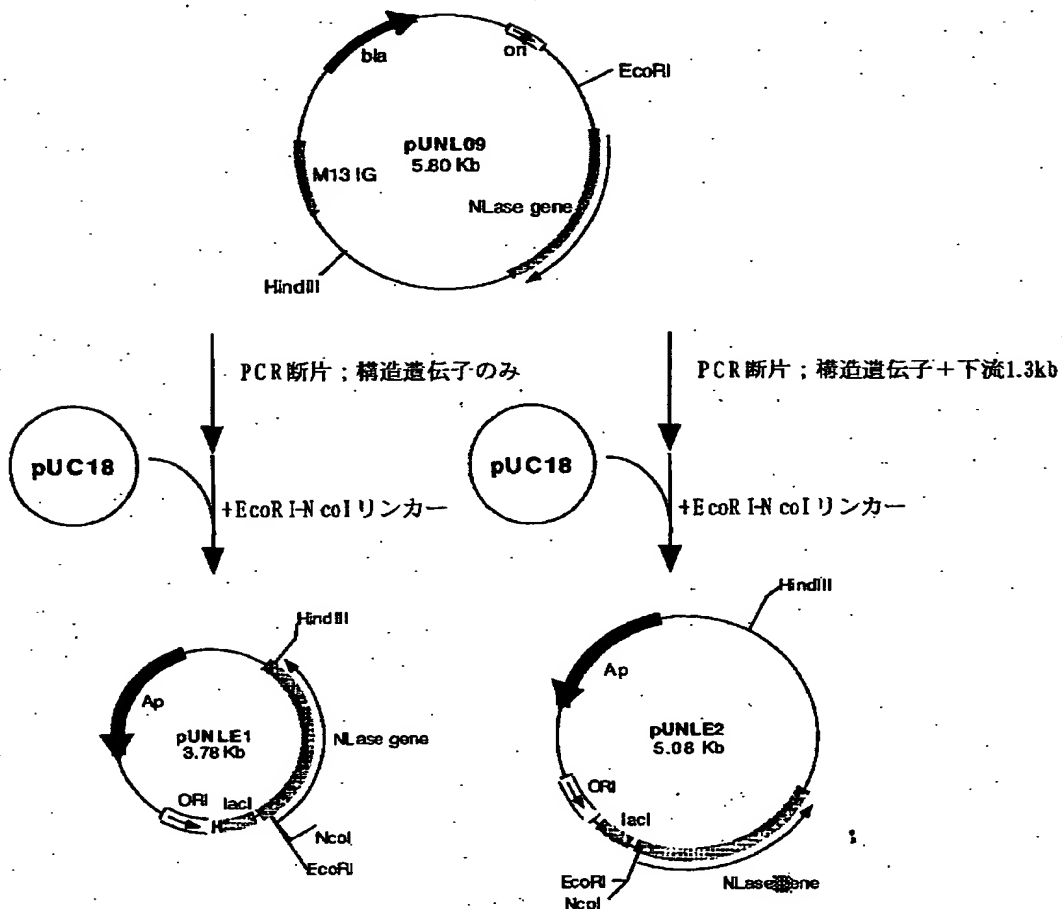 bla
ori
EcoRI
pUNL09
5.80 Kb
M13 IG
NLase gene
HindIII
PCR断片；構造遺伝子のみ
PCR断片；構造遺伝子＋下流1.3kb
pUC18
+EcoRI-NcoIリンカー
pUC18
+EcoRI-NcoIリンカー
HindIII
Ap
pUNLE1
3.78 Kb
NLase gene
ORI
lacI
NcoI
EcoRI
HindIII
Ap
pUNLE2
5.08 Kb
ORI
lacI
EcoRI
NcoI
NLase